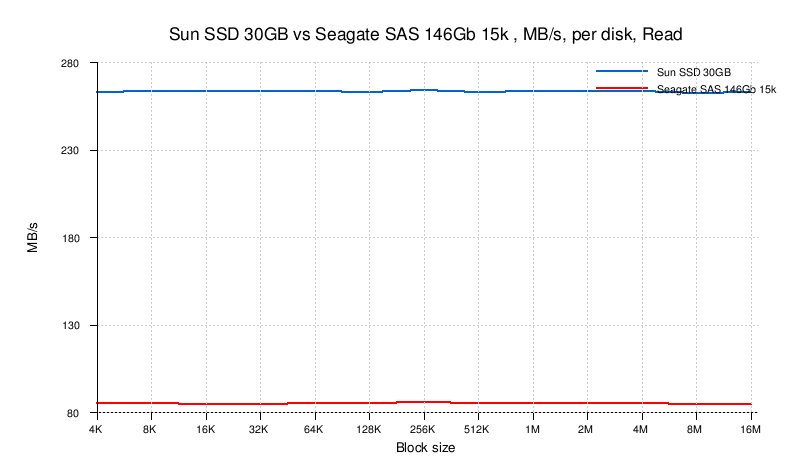 Sun SSD 30GB vs Seagate SAS 146Gb 15k , MB/s, per disk, Read
280
Sun SSD 30GB
Seagate SAS 146Gb 15k
230
180
MB/s
130
80
4K 8K 16K 32K 64K 128K 256K 512K 1M 2M 4M 8M 16M
Block size